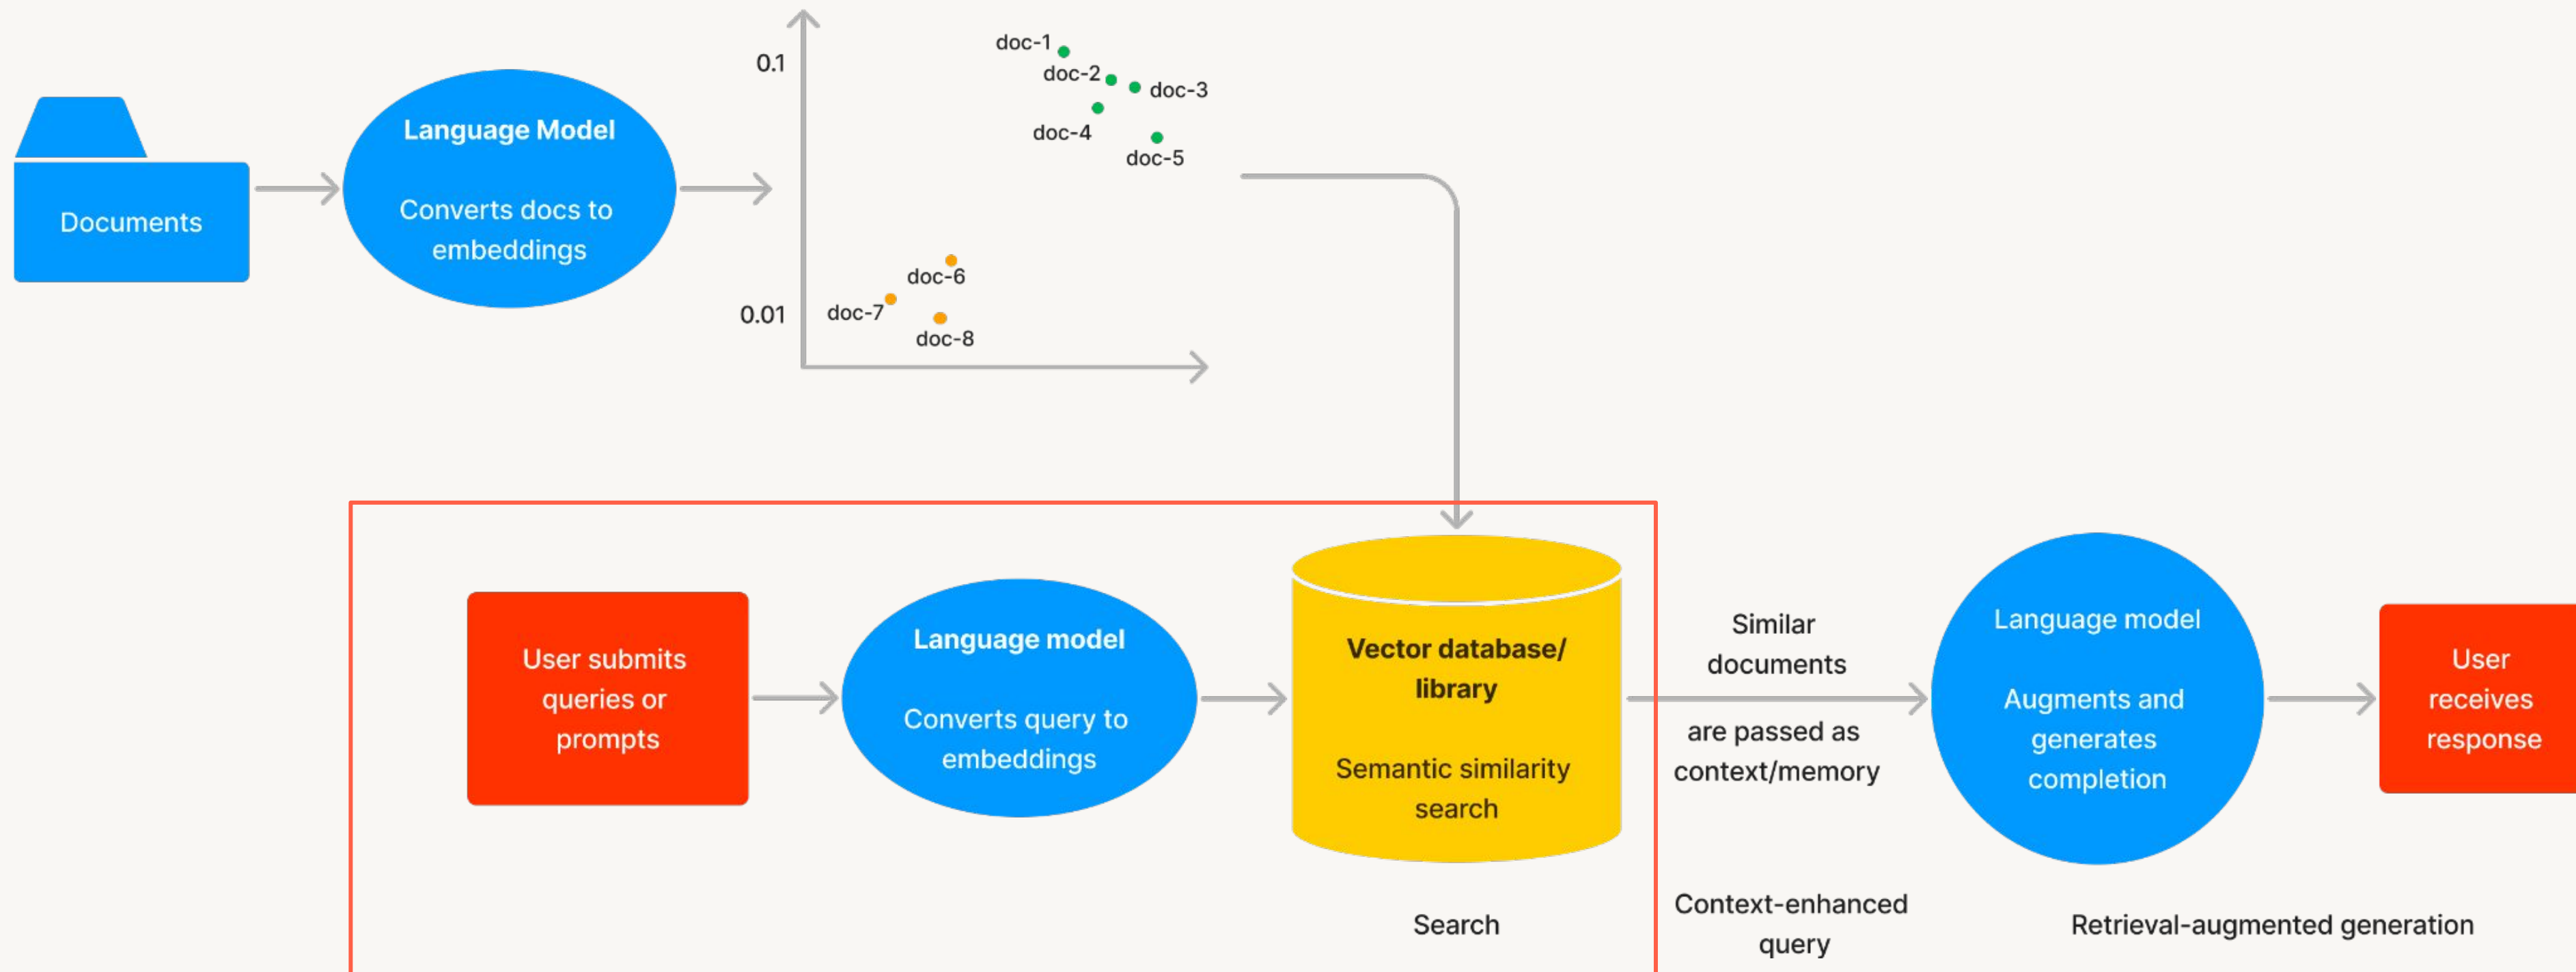 Documents
Language Model
Converts docs to
embeddings
0.1
0.01
doc-1
doc-2
doc-3
doc-4
doc-5
doc-6
doc-7
doc-8
User submits
queries or
prompts
Language model
Converts query to
embeddings
Vector database/
library
Semantic similarity
search
Search
Similar
documents
are passed as
context/memory
Context-enhanced
query
Language model
Augments and
generates
completion
Retrieval-augmented generation
User
receives
response